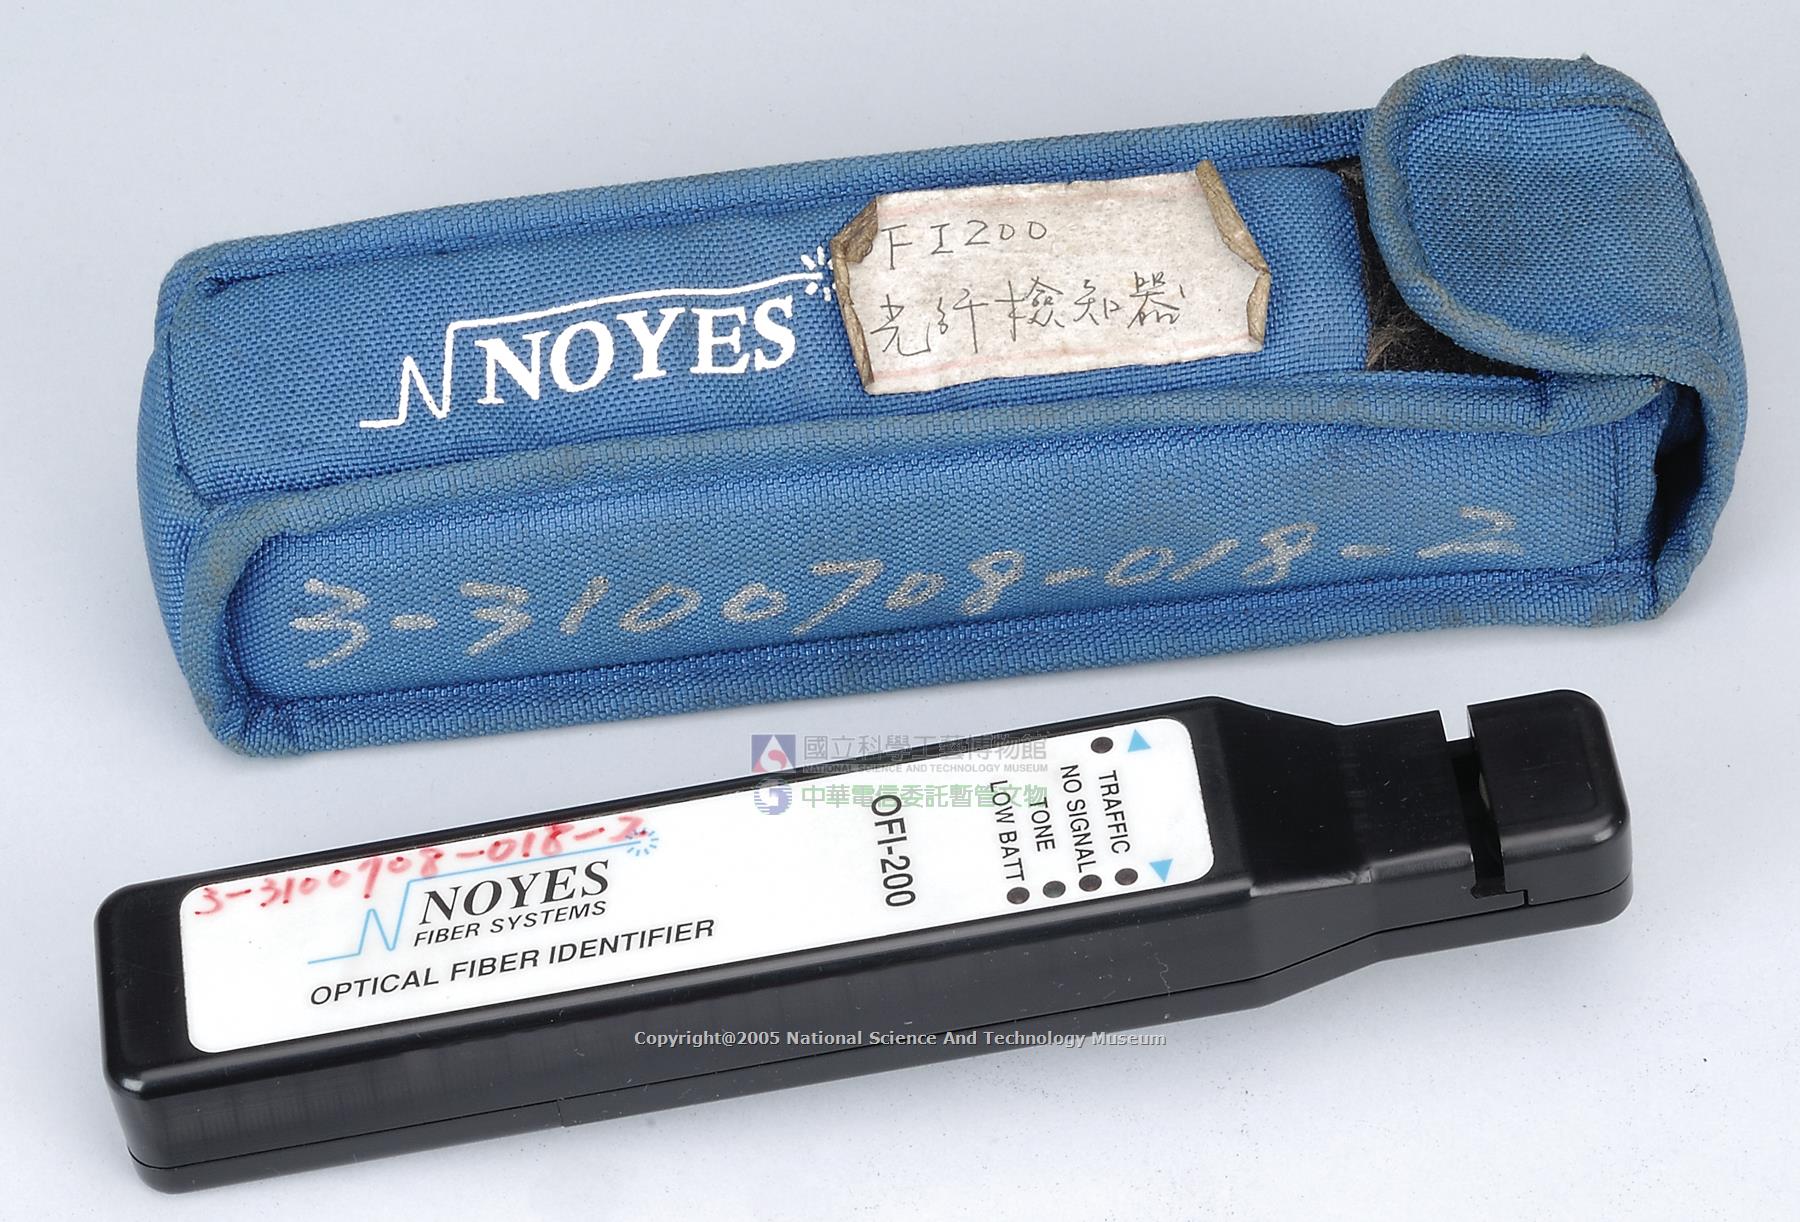 NOYES
FI200
光纤檢知器
3-3100708-018-2
國立科學工藝博物館
NATIONAL SCIENCE AND TECHNOLOGY MUSEUM
中華電信委託暫管文物
3-3100708-018-2
NOYES
FIBER SYSTEMS
OPTICAL FIBER IDENTIFIER
OFI-200
TRAFFIC
NO SIGNAL
TONE
LOW BATT
Copyright@2005 National Science And Technology Museum